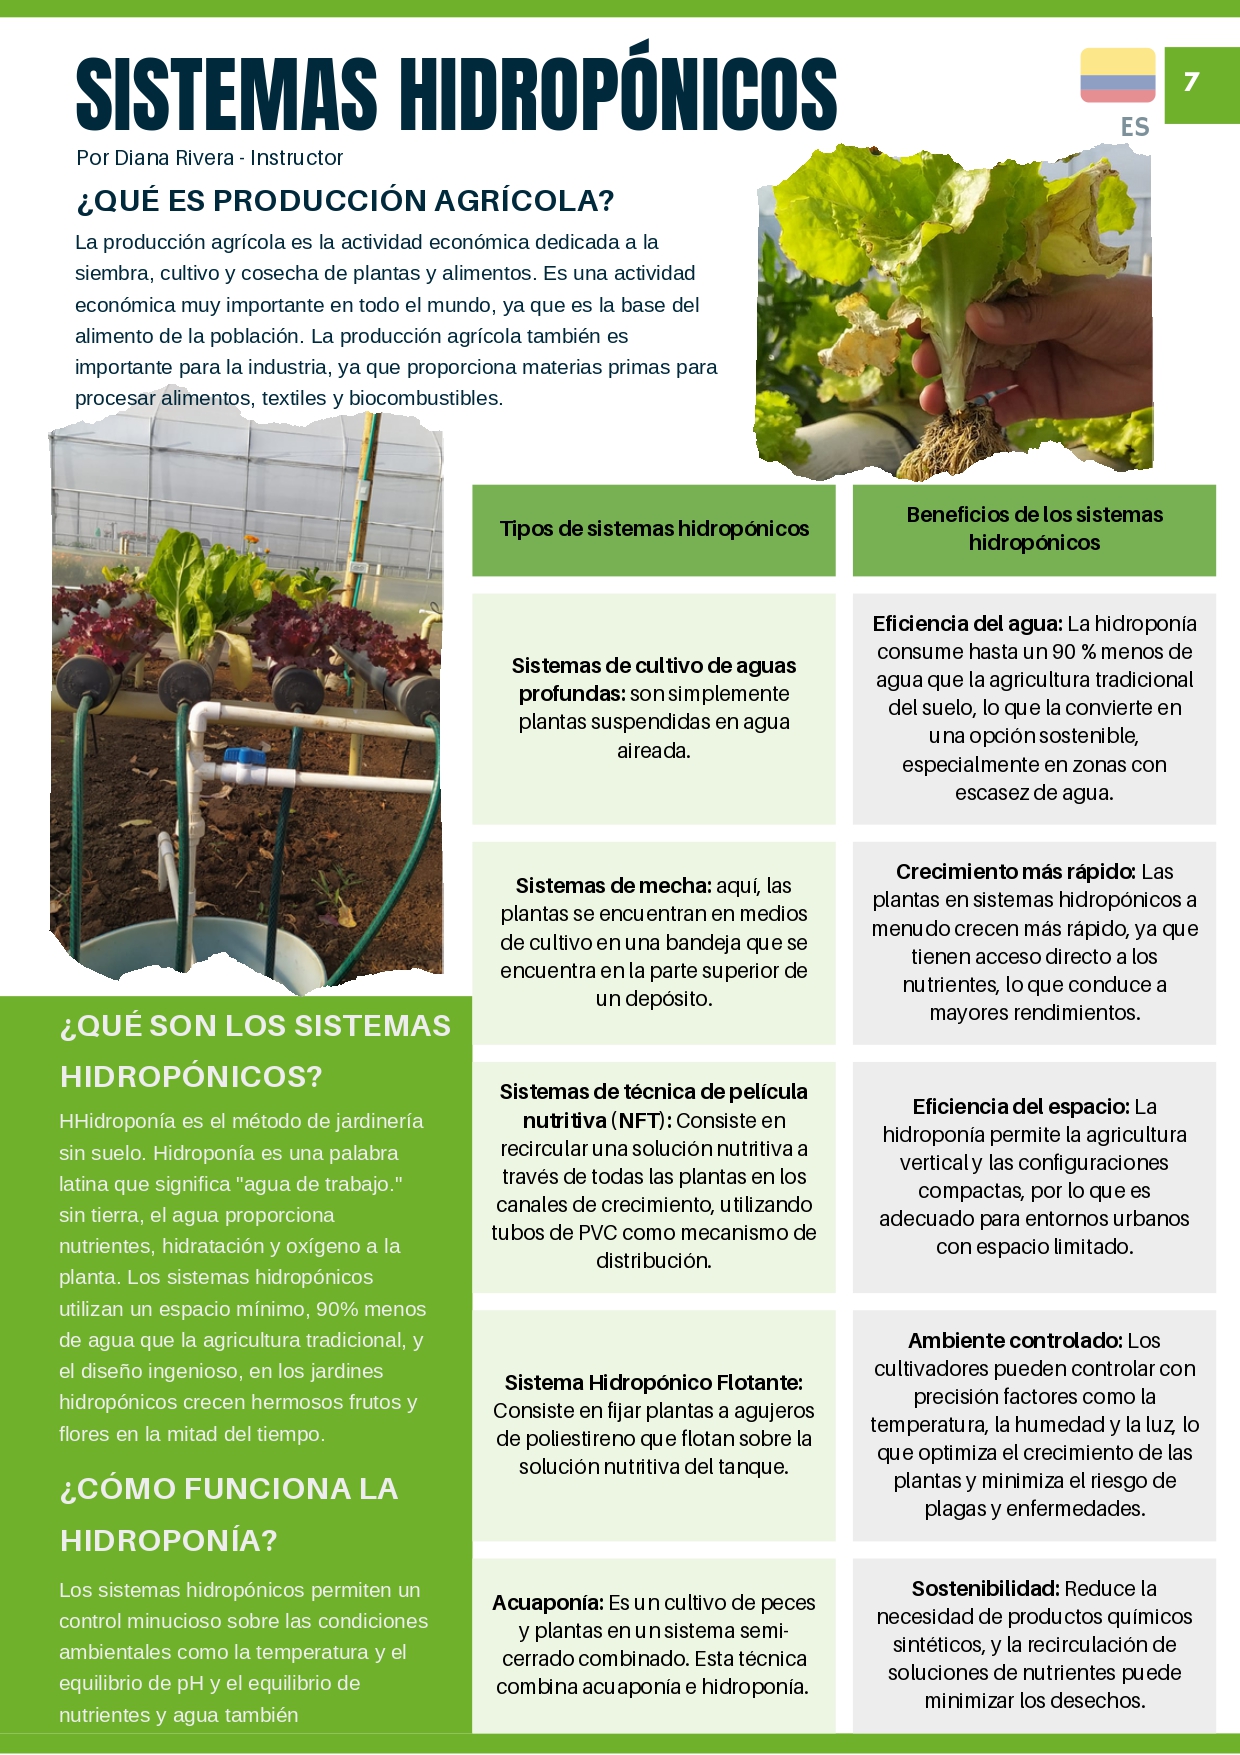 SISTEMAS HIDROPÓNICOS
7
ES
Por Diana Rivera - Instructor
¿QUÉ ES PRODUCCIÓN AGRÍCOLA?
La producción agrícola es la actividad económica dedicada a la
siembra, cultivo y cosecha de plantas y alimentos. Es una actividad
económica muy importante en todo el mundo, ya que es la base del
alimento de la población. La producción agrícola también es
importante para la industria, ya que proporciona materias primas para
procesar alimentos, textiles y biocombustibles.
¿QUÉ SON LOS SISTEMAS
HIDROPÓNICOS?
HHidroponía es el método de jardinería
sin suelo. Hidroponía es una palabra
latina que significa "agua de trabajo."
sin tierra, el agua proporciona
nutrientes, hidratación y oxígeno a la
planta. Los sistemas hidropónicos
utilizan un espacio mínimo, 90% menos
de agua que la agricultura tradicional, y
el diseño ingenioso, en los jardines
hidropónicos crecen hermosos frutos y
flores en la mitad del tiempo.
¿CÓMO FUNCIONA LA
HIDROPONÍA?
Los sistemas hidropónicos permiten un
control minucioso sobre las condiciones
ambientales como la temperatura y el
equilibrio de pH y el equilibrio de
nutrientes y agua también
Tipos de sistemas hidropónicos
Sistemas de cultivo de aguas
profundas: son simplemente
plantas suspendidas en agua
aireada.
Sistemas de mecha: aquí, las
plantas se encuentran en medios
de cultivo en una bandeja que se
encuentra en la parte superior de
un depósito.
Sistemas de técnica de película
nutritiva (NFT): Consiste en
recircular una solución nutritiva a
través de todas las plantas en los
canales de crecimiento, utilizando
tubos de PVC como mecanismo de
distribución.
Sistema Hidropónico Flotante:
Consiste en fijar plantas a agujeros
de poliestireno que flotan sobre la
solución nutritiva del tanque.
Acuaponía: Es un cultivo de peces
y plantas en un sistema semi-
cerrado combinado. Esta técnica
combina acuaponía e hidroponía.
Beneficios de los sistemas
hidropónicos
Eficiencia del agua: La hidroponía
consume hasta un 90 % menos de
agua que la agricultura tradicional
del suelo, lo que la convierte en
una opción sostenible,
especialmente en zonas con
escasez de agua.
Crecimiento más rápido: Las
plantas en sistemas hidropónicos a
menudo crecen más rápido, ya que
tienen acceso directo a los
nutrientes, lo que conduce a
mayores rendimientos.
Eficiencia del espacio: La
hidroponía permite la agricultura
vertical y las configuraciones
compactas, por lo que es
adecuado para entornos urbanos
con espacio limitado.
Ambiente controlado: Los
cultivadores pueden controlar con
precisión factores como la
temperatura, la humedad y la luz, lo
que optimiza el crecimiento de las
plantas y minimiza el riesgo de
plagas y enfermedades.
Sostenibilidad: Reduce la
necesidad de productos químicos
sintéticos, y la recirculación de
soluciones de nutrientes puede
minimizar los desechos.